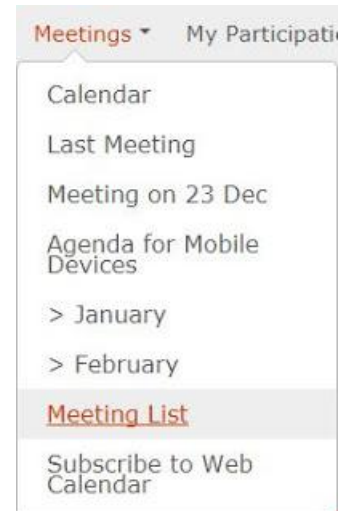 Meetings My Participati
Calendar
Last Meeting
Meeting on 23 Dec
Agenda for Mobile
Devices
> January
> February
Meeting List
Subscribe to Web
Calendar